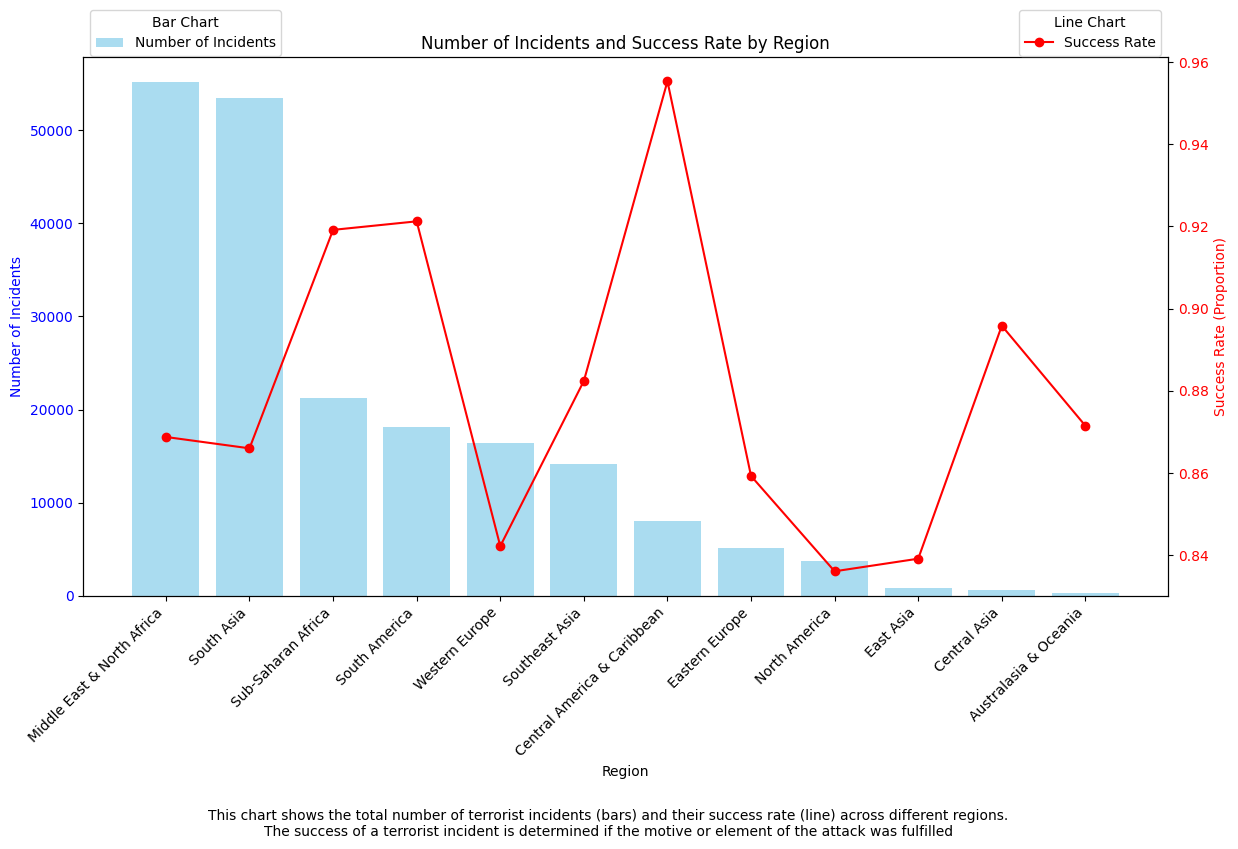 Bar Chart
Number of Incidents
Line Chart
Success Rate
Number of Incidents and Success Rate by Region
Number of Incidents
50000
40000
30000
20000
10000
0
0.96
0.94
0.92
0.90
0.88
0.86
0.84
Success Rate (Proportion)
Middle East & North Africa
South Asia
Sub-Saharan Africa
South America
Western Europe
Southeast Asia
Central America & Caribbean
Eastern Europe
North America
East Asia
Central Asia
Australasia & Oceania
Region
This chart shows the total number of terrorist incidents (bars) and their success rate (line) across different regions.
The success of a terrorist incident is determined if the motive or element of the attack was fulfilled